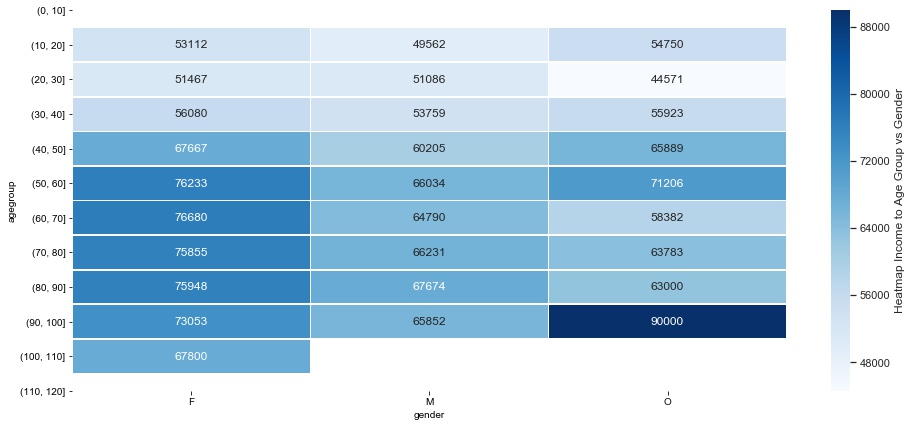 (0, 10]
(10, 20] 53112 49562 54750
(20, 30] 51467 51086 44571
(30, 40] 56080 53759 55923
(40, 50] 67667 60205 65889
(50, 60] 76233 66034 71206
(60, 70] 76680 64790 58382
(70, 80] 75855 66231 63783
(80, 90] 75948 67674 63000
(90, 100] 73053 65852 90000
(100, 110] 67800
(110, 120]
agegroup
F M O
gender
88000
80000
72000
64000
56000
48000
Heatmap Income to Age Group vs Gender